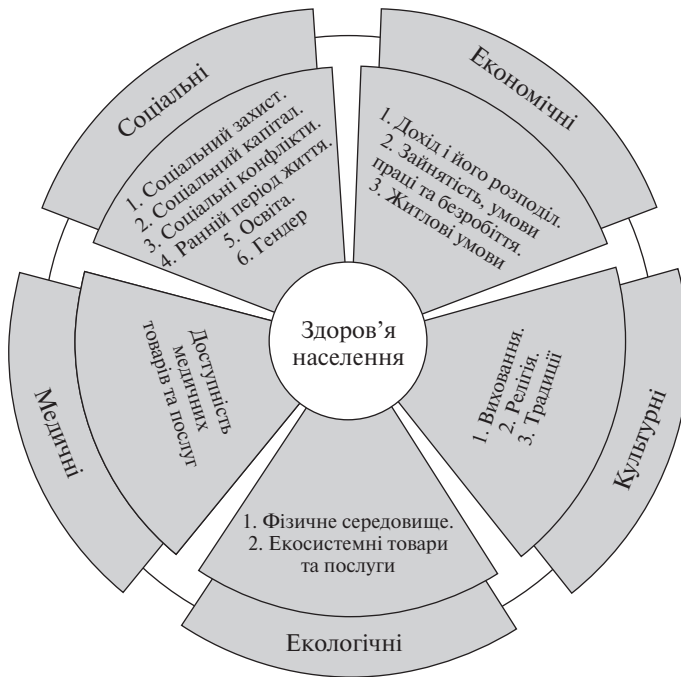 Соціальні
1. Соціальний захист.
2. Соціальний капітал.
3. Соціальні конфлікти.
4. Ранній період життя.
5. Освіта.
6. Гендер
Економічні
1. Дохід і його розподіл.
2. Зайнятість, умови
праці та безробіття.
3. Житлові умови
Здоров’я
населення
Медичні
Доступність
медичних
товарів та послуг
Культурні
1. Виховання.
2. Релігія.
3. Традиції
1. Фізичне середовище.
2. Екосистемні товари
та послуги
Екологічні